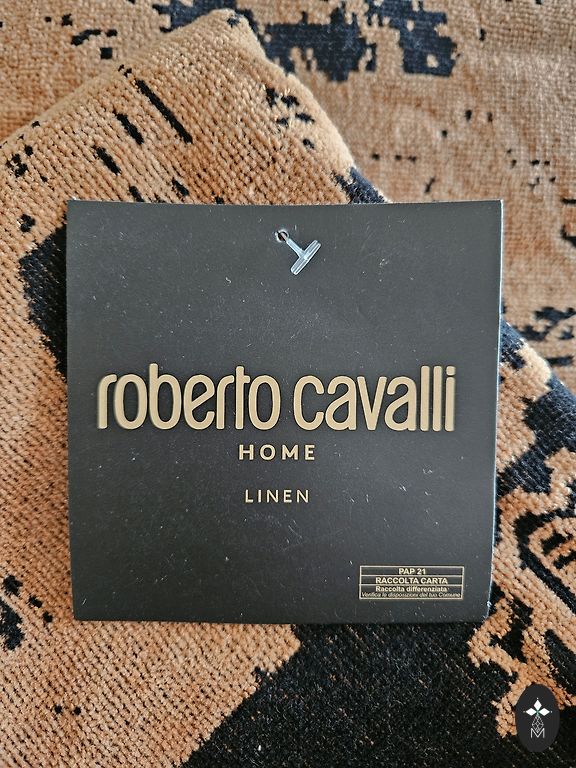 roberto cavalli
HOME
LINEN
PAP 21
RACCOLTA CARTA
Raccolta differenziata
Verifica le disposizioni del tuo Comune
M